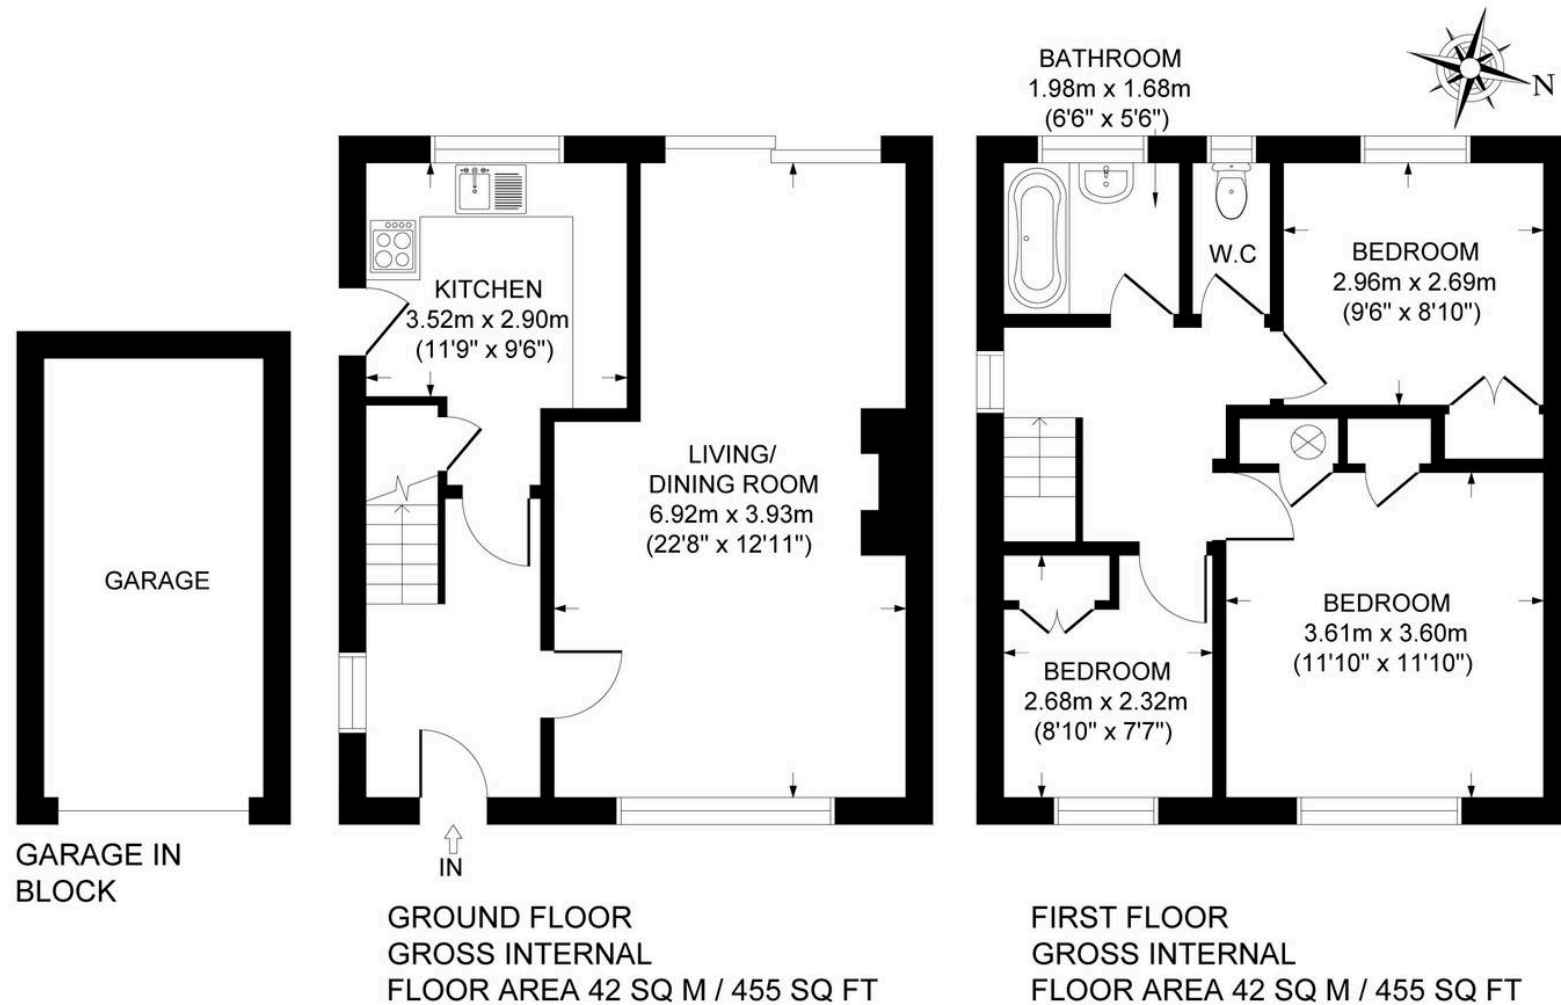 BATHROOM
1.98m x 1.68m
(6'6" x 5'6")
N
W.C
BEDROOM
2.96m x 2.69m
(9'6" x 8'10")
KITCHEN
3.52m x 2.90m
(11'9" x 9'6")
LIVING/
DINING ROOM
6.92m x 3.93m
(22'8" x 12'11")
GARAGE
BEDROOM
3.61m x 3.60m
(11'10" x 11'10")
BEDROOM
2.68m x 2.32m
(8'10" x 7'7")
IN
GARAGE IN
BLOCK
GROUND FLOOR
GROSS INTERNAL
FLOOR AREA 42 SQ M / 455 SQ FT
FIRST FLOOR
GROSS INTERNAL
FLOOR AREA 42 SQ M / 455 SQ FT